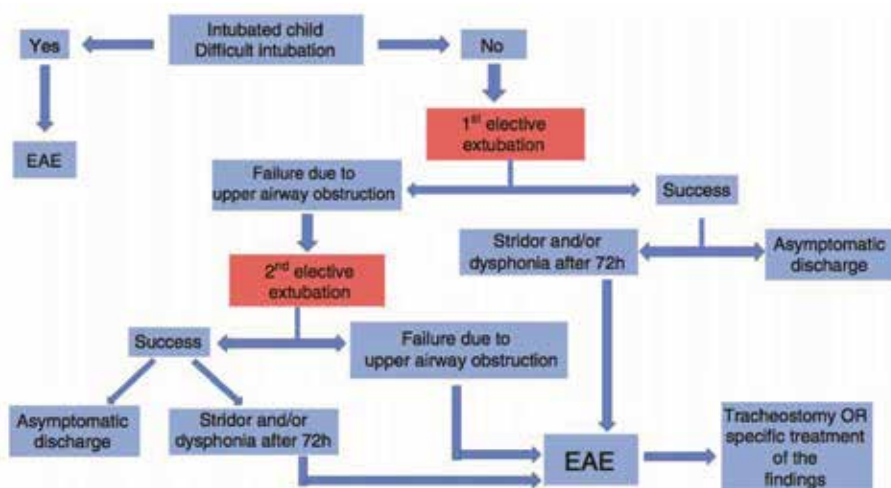 Intubated child
Difficult intubation
Yes
No
EAE
1st elective
extubation
Failure due to
upper airway obstruction
Success
Stridor and/or
dysphonia after 72h
Asymptomatic
discharge
2nd elective
extubation
Success
Failure due to
upper airway obstruction
Asymptomatic
discharge
Stridor and/or
dysphonia after 72h
EAE
Tracheostomy OR
specific treatment
of the
findings